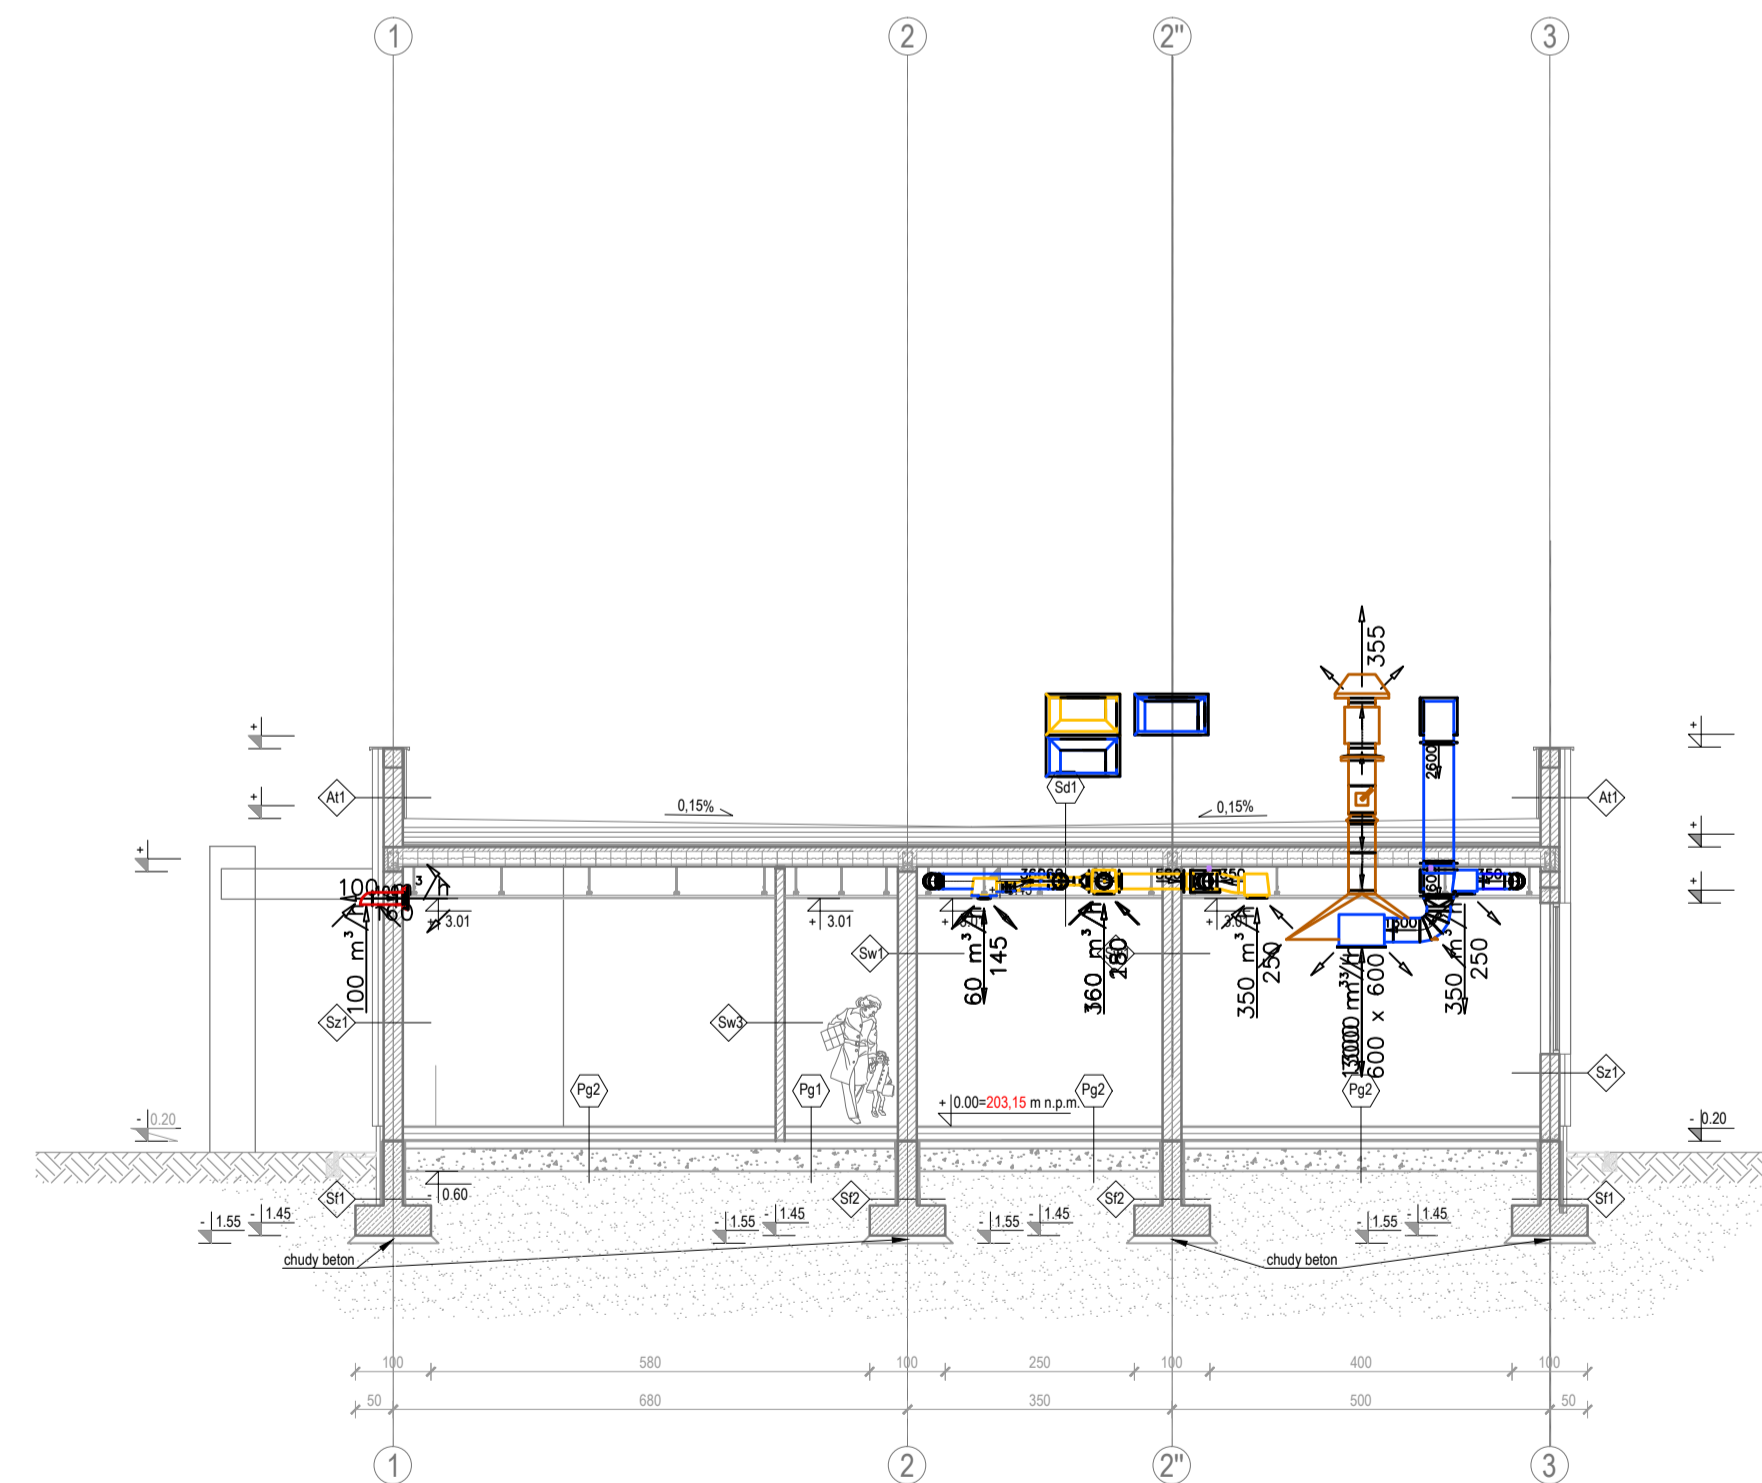 1
2
2"
3
355
2600
At1
Sd1
At1
0,15%
0,15%
3.01
3.01
100 m³/h
60 m³/h
145
360 m³/h
350 m³/h
250
600 x 600
350 m³/h
250
Sw1
Sz1
Sw3
Sz1
Pg2
Pg1
Pg2
Pg2
+ 0.00=203,15 m n.p.m.
- 0.20
- 0.20
- 0.60
Sf1
Sf2
Sf2
Sf1
- 1.55
- 1.45
- 1.55
- 1.45
- 1.55
- 1.45
- 1.55
- 1.45
chudy beton
chudy beton
100
580
100
250
100
400
100
50
680
350
500
50
1
2
2"
3